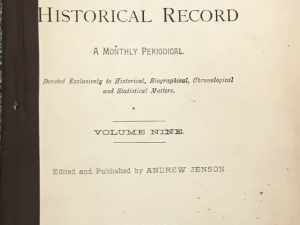 HISTORICAL RECORD
A MONTHLY PERIODICAL.
Devoted Exclusively to Historical, Biographical, Chronological
and Statistical Matters.
VOLUME NINE.
Edited and Published by ANDREW JENSON.